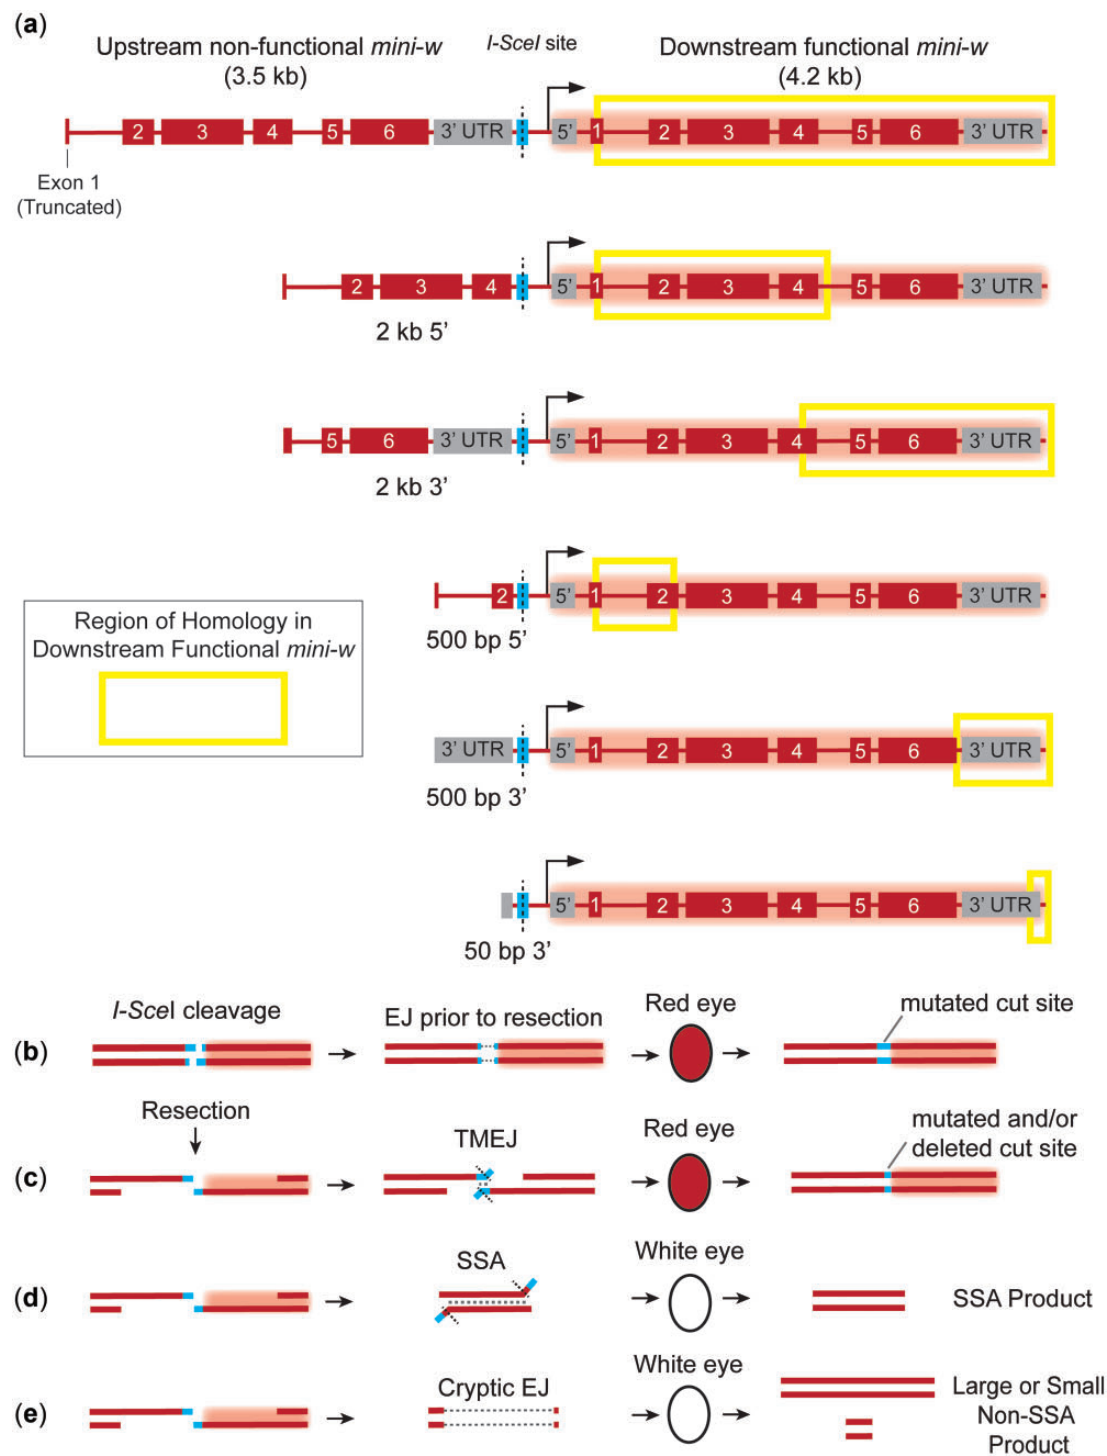 (a)
Upstream non-functional mini-w
(3.5 kb)
I-SceI site
Downstream functional mini-w
(4.2 kb)
2 3 4 5 6 3' UTR 5' 1 2 3 4 5 6 3' UTR
Exon 1
(Truncated)
2 3 4 5' 1 2 3 4 5 6 3' UTR
2 kb 5'
5 6 3' UTR 5' 1 2 3 4 5 6 3' UTR
2 kb 3'
2 5' 1 2 3 4 5 6 3' UTR
500 bp 5'
Region of Homology in
Downstream Functional mini-w
3' UTR 5' 1 2 3 4 5 6 3' UTR
500 bp 3'
5' 1 2 3 4 5 6 3' UTR
50 bp 3'
(b)
I-SceI cleavage
EJ prior to resection
Red eye
mutated cut site
(c)
Resection
TMEJ
Red eye
mutated and/or
deleted cut site
(d)
SSA
White eye
SSA Product
(e)
Cryptic EJ
White eye
Large or Small
Non-SSA
Product